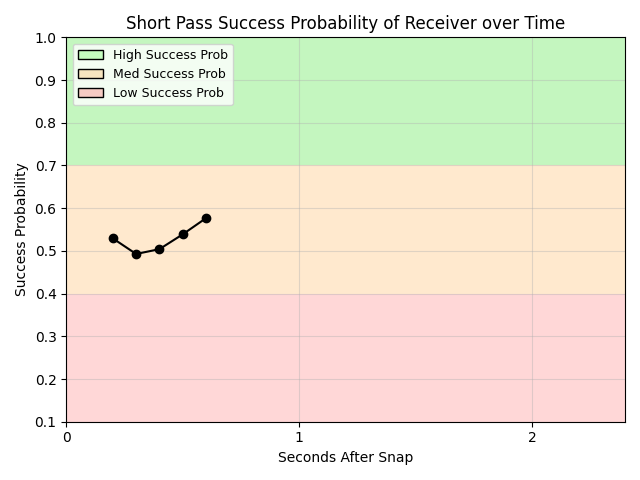 Short Pass Success Probability of Receiver over Time
1.0
High Success Prob
Med Success Prob
Low Success Prob
0.9
0.8
0.7
0.6
0.5
0.4
0.3
0.2
0.1
Success Probability
0 1 2
Seconds After Snap